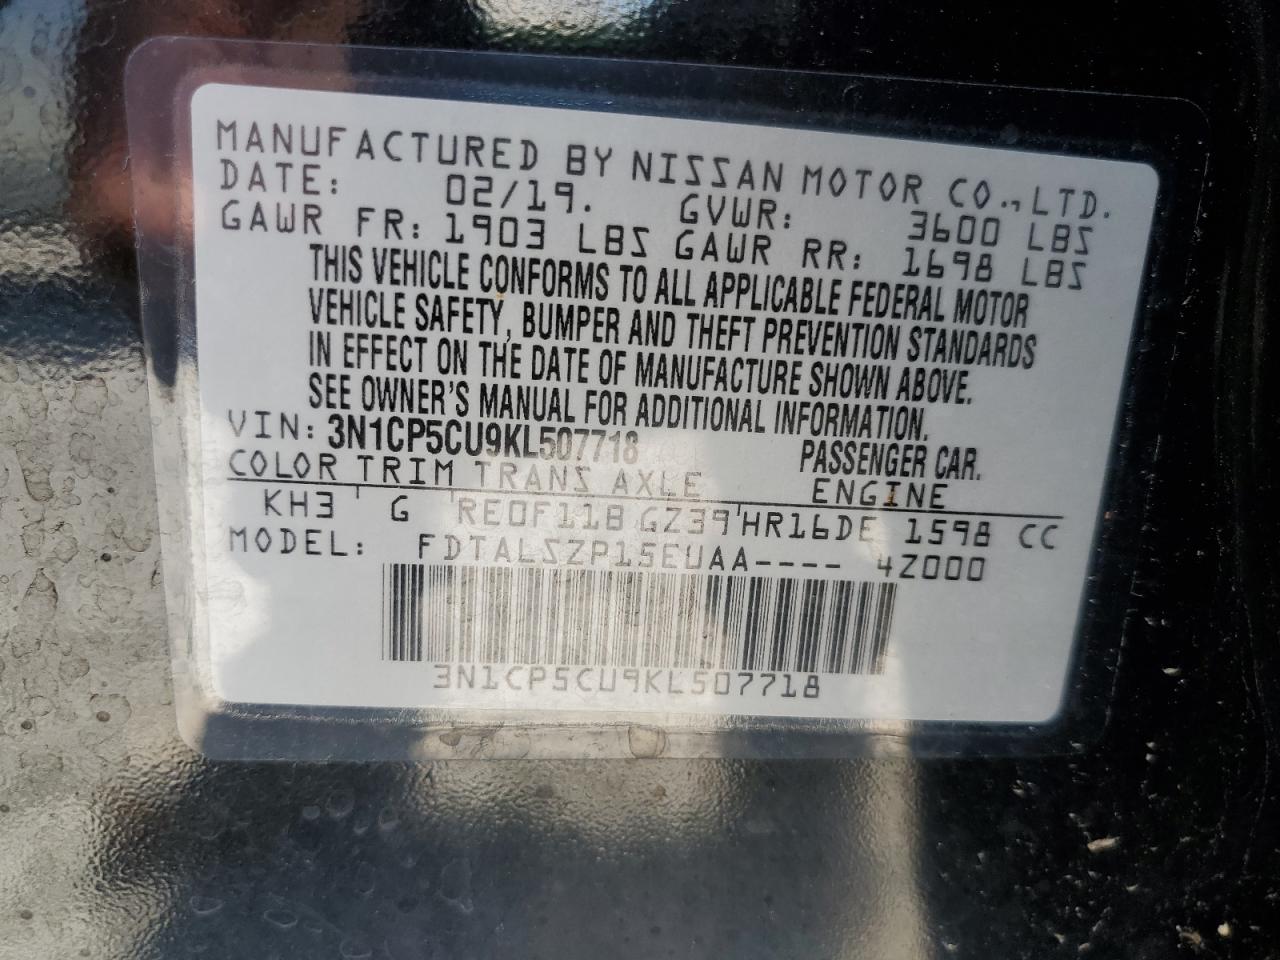 MANUFACTURED BY NISSAN MOTOR CO., LTD.
DATE: 02/19. GVWR: 3600 LBS
GAWR FR: 1903 LBS GAWR RR: 1698 LBS
THIS VEHICLE CONFORMS TO ALL APPLICABLE FEDERAL MOTOR
VEHICLE SAFETY, BUMPER AND THEFT PREVENTION STANDARDS
IN EFFECT ON THE DATE OF MANUFACTURE SHOWN ABOVE.
SEE OWNER'S MANUAL FOR ADDITIONAL INFORMATION.
VIN: 3N1CP5CU9KL507718 PASSENGER CAR.
COLOR TRIM TRANS AXLE ENGINE
KH3 G RE0F11B GZ39 HR16DE 1598 CC
MODEL: FDTALSZP15EUAA---- 4Z000
3N1CP5CU9KL507718